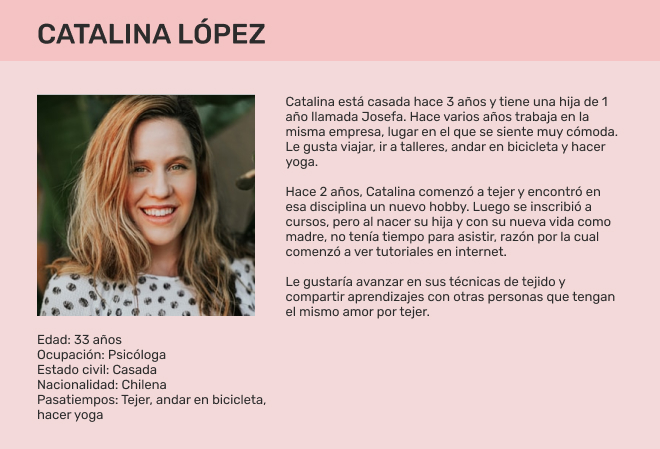 CATALINA LÓPEZ
Catalina está casada hace 3 años y tiene una hija de 1
año llamada Josefa. Hace varios años trabaja en la
misma empresa, lugar en el que se siente muy cómoda.
Le gusta viajar, ir a talleres, andar en bicicleta y hacer
yoga.
Hace 2 años, Catalina comenzó a tejer y encontró en
esa disciplina un nuevo hobby. Luego se inscribió a
cursos, pero al nacer su hija y con su nueva vida como
madre, no tenía tiempo para asistir, razón por la cual
comenzó a ver tutoriales en internet.
Le gustaría avanzar en sus técnicas de tejido y
compartir aprendizajes con otras personas que tengan
el mismo amor por tejer.
Edad: 33 años
Ocupación: Psicóloga
Estado civil: Casada
Nacionalidad: Chilena
Pasatiempos: Tejer, andar en bicicleta,
hacer yoga